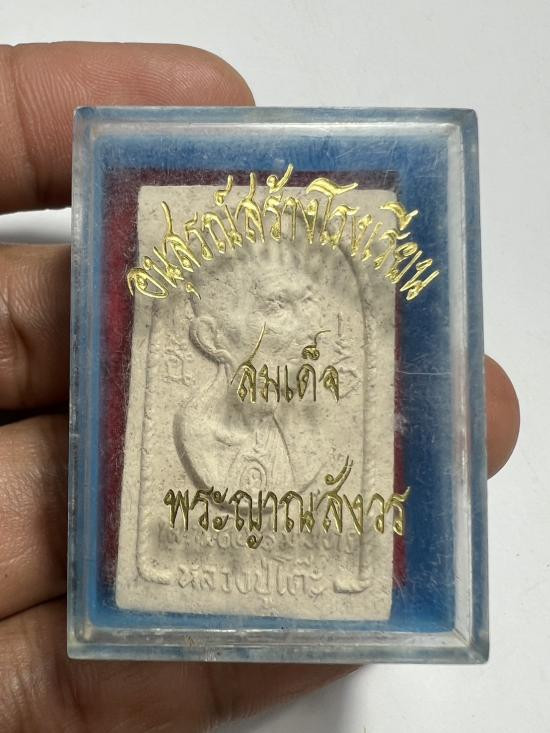 อนุสรณ์สร้างโรงเรียน
สมเด็จ
พระญาณสังวร
หลวงปู่โต๊ะ